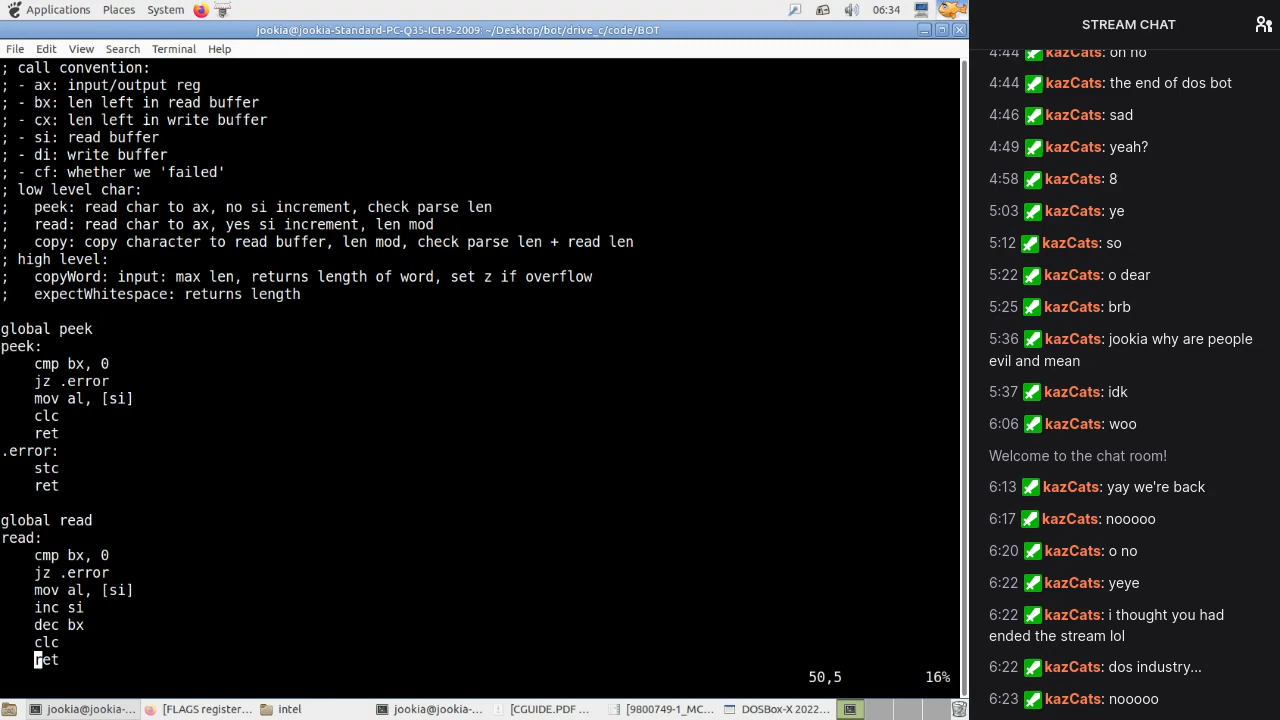 Applications Places System 06:34
jookia@jookia-Standard-PC-Q35-ICH9-2009: ~/Desktop/bot/drive_c/code/BOT
File Edit View Search Terminal Help
; call convention:
; - ax: input/output reg
; - bx: len left in read buffer
; - cx: len left in write buffer
; - si: read buffer
; - di: write buffer
; - cf: whether we 'failed'
; low level char:
;   peek: read char to ax, no si increment, check parse len
;   read: read char to ax, yes si increment, len mod
;   copy: copy character to read buffer, len mod, check parse len + read len
; high level:
;   copyWord: input: max len, returns length of word, set z if overflow
;   expectWhitespace: returns length
global peek
peek:
    cmp bx, 0
    jz .error
    mov al, [si]
    clc
    ret
.error:
    stc
    ret
global read
read:
    cmp bx, 0
    jz .error
    mov al, [si]
    inc si
    dec bx
    clc
    ret
50,5 16%
jookia@jookia-... [FLAGS register... intel jookia@jookia-... [CGUIDE.PDF ... [9800749-1_MC... DOSBox-X 2022...
STREAM CHAT
4:44 kazCats: oh no
4:44 kazCats: the end of dos bot
4:46 kazCats: sad
4:49 kazCats: yeah?
4:58 kazCats: 8
5:03 kazCats: ye
5:12 kazCats: so
5:22 kazCats: o dear
5:25 kazCats: brb
5:36 kazCats: jookia why are people
evil and mean
5:37 kazCats: idk
6:06 kazCats: woo
Welcome to the chat room!
6:13 kazCats: yay we're back
6:17 kazCats: nooooo
6:20 kazCats: o no
6:22 kazCats: yeye
6:22 kazCats: i thought you had
ended the stream lol
6:22 kazCats: dos industry...
6:23 kazCats: nooooo